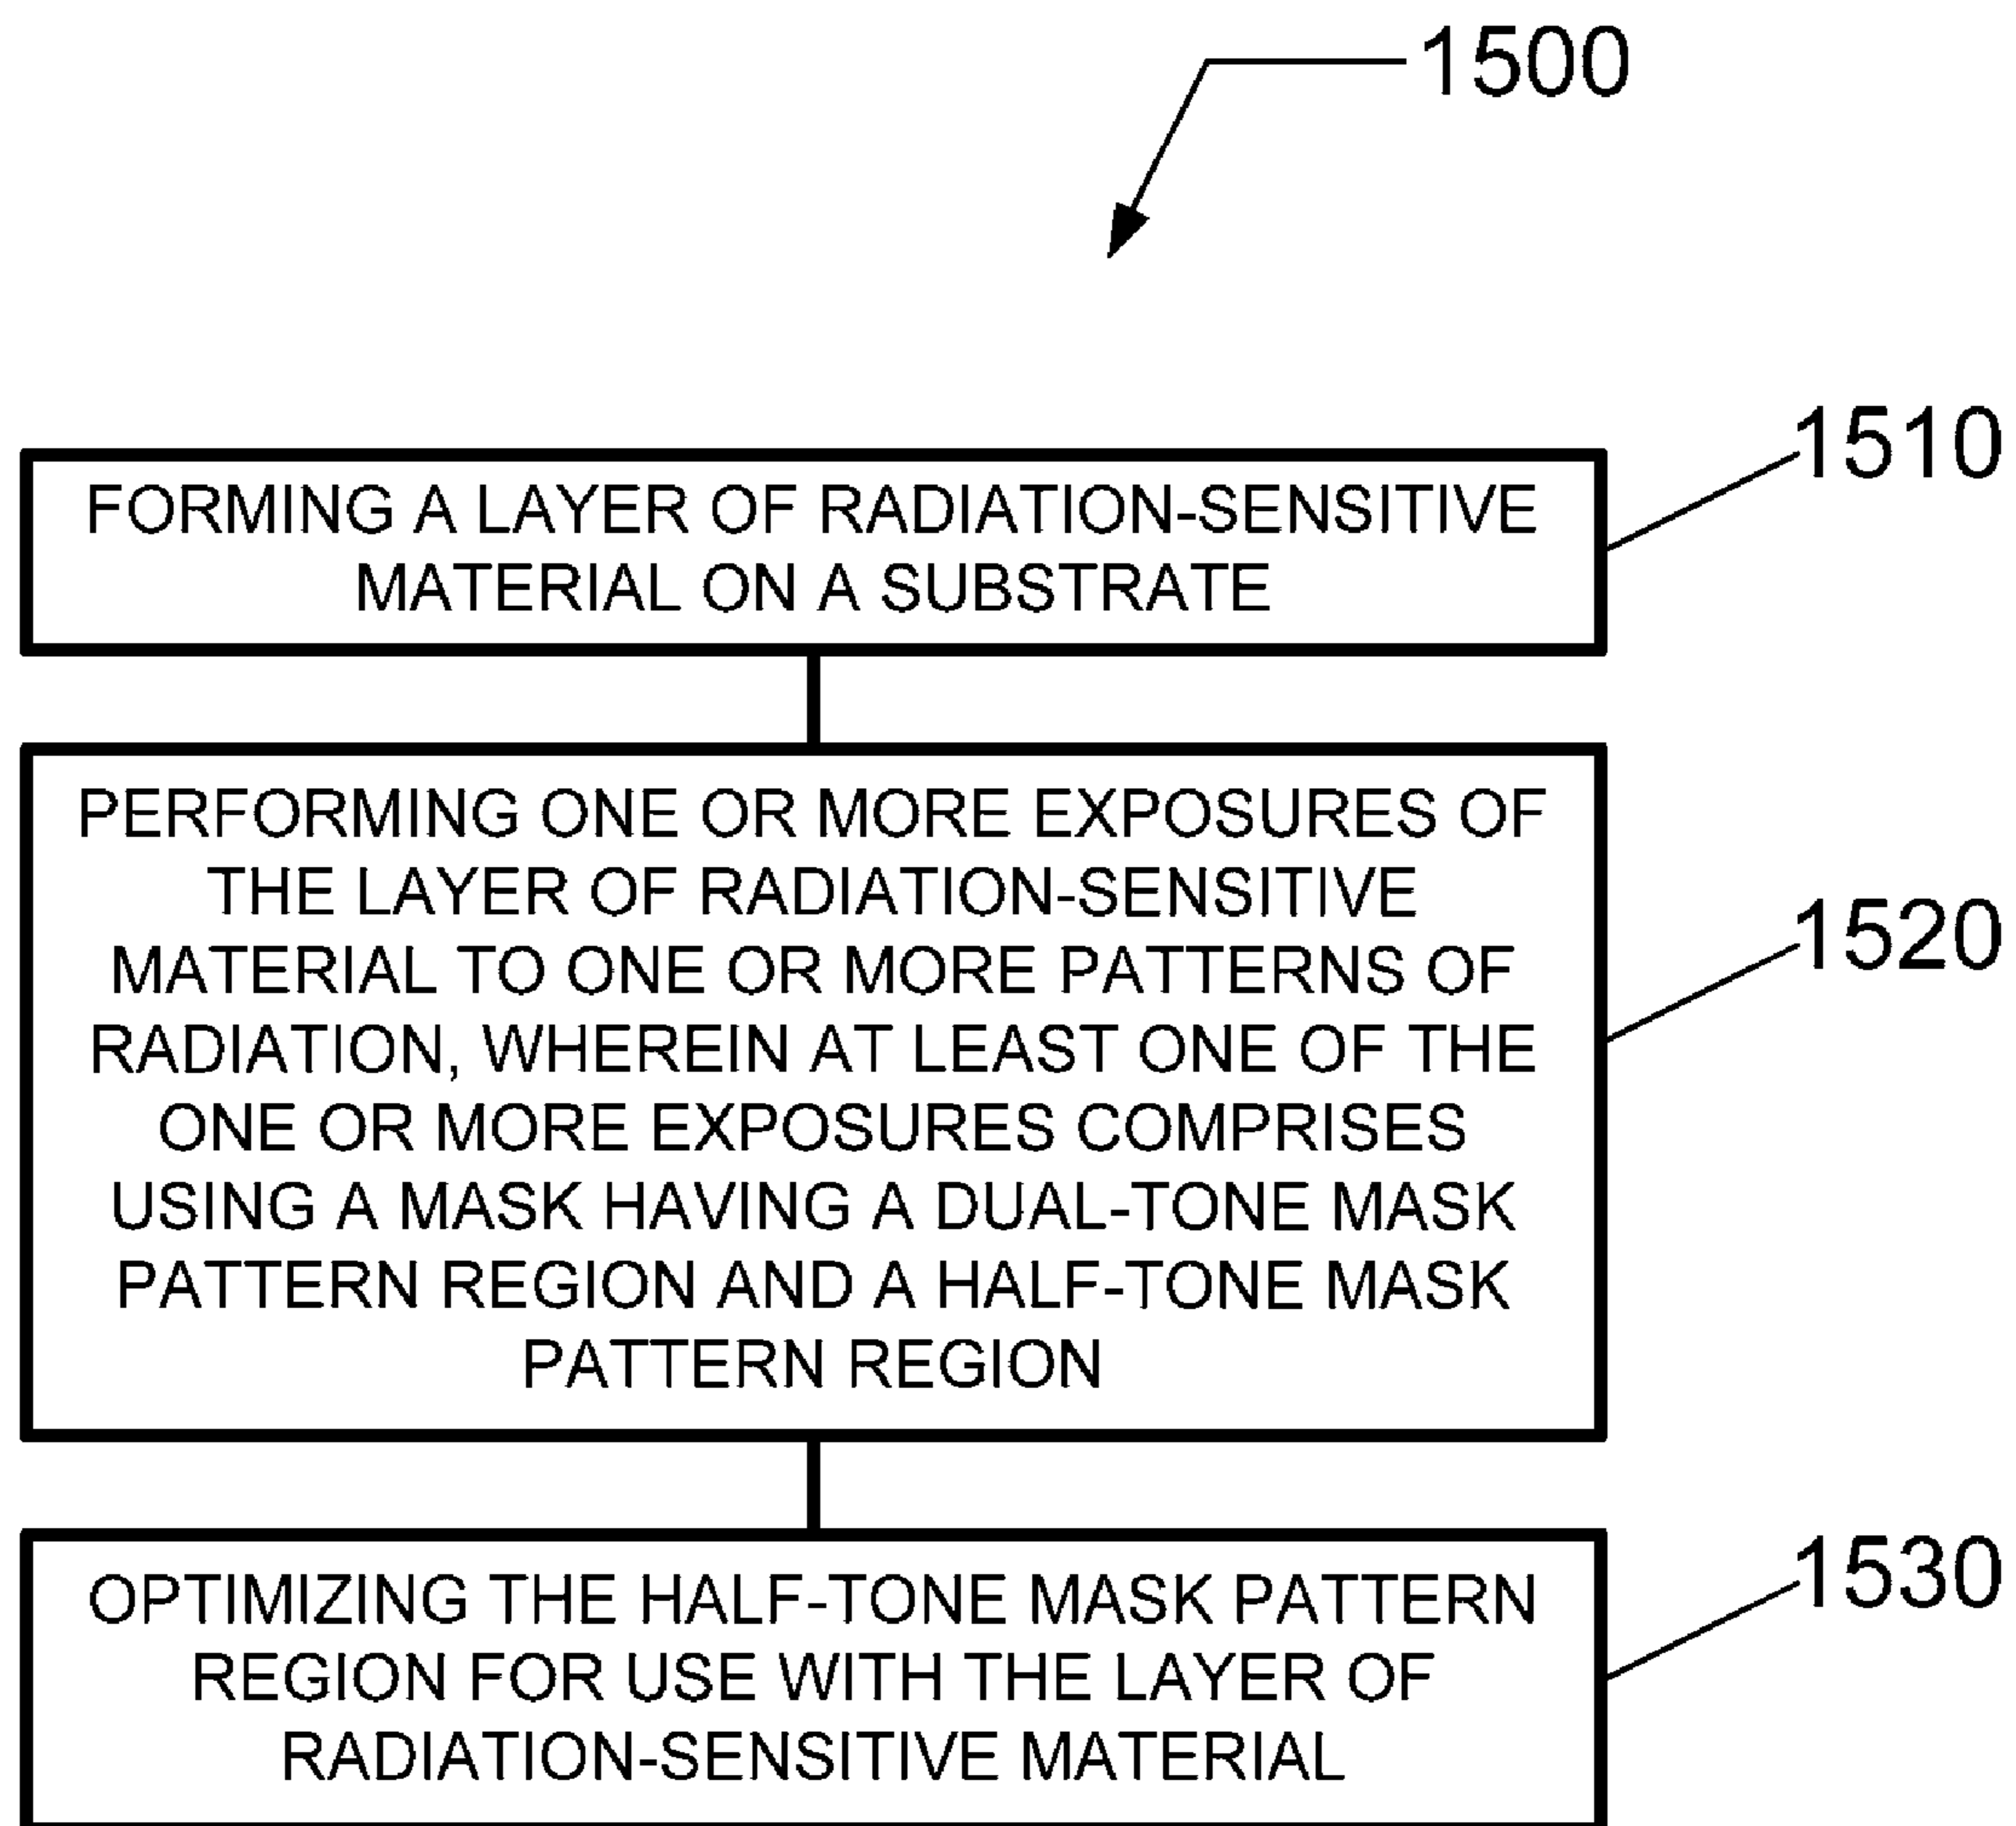 1500
1510
FORMING A LAYER OF RADIATION-SENSITIVE
MATERIAL ON A SUBSTRATE
1520
PERFORMING ONE OR MORE EXPOSURES OF
THE LAYER OF RADIATION-SENSITIVE
MATERIAL TO ONE OR MORE PATTERNS OF
RADIATION, WHEREIN AT LEAST ONE OF THE
ONE OR MORE EXPOSURES COMPRISES
USING A MASK HAVING A DUAL-TONE MASK
PATTERN REGION AND A HALF-TONE MASK
PATTERN REGION
1530
OPTIMIZING THE HALF-TONE MASK PATTERN
REGION FOR USE WITH THE LAYER OF
RADIATION-SENSITIVE MATERIAL